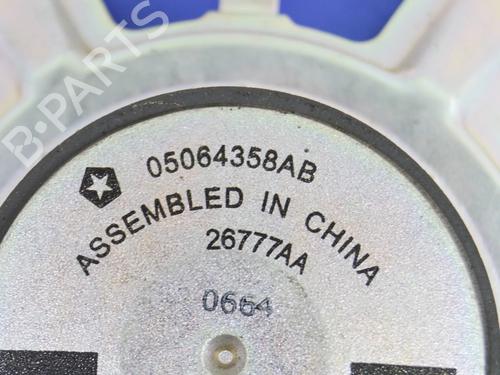 B-PARTS
05064358AB
ASSEMBLED IN CHINA
26777AA
0664